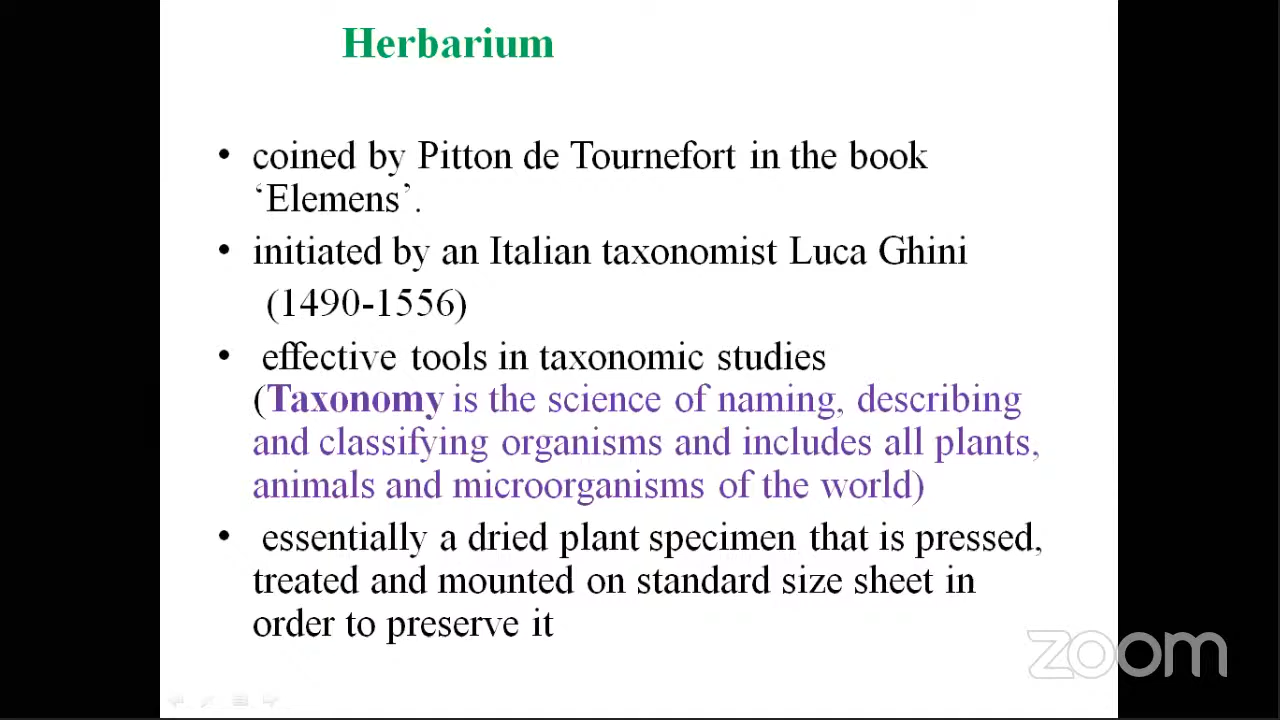 Herbarium
• coined by Pitton de Tournefort in the book
‘Elemens’.
• initiated by an Italian taxonomist Luca Ghini
(1490-1556)
• effective tools in taxonomic studies
(Taxonomy is the science of naming, describing
and classifying organisms and includes all plants,
animals and microorganisms of the world)
• essentially a dried plant specimen that is pressed,
treated and mounted on standard size sheet in
order to preserve it
zoom